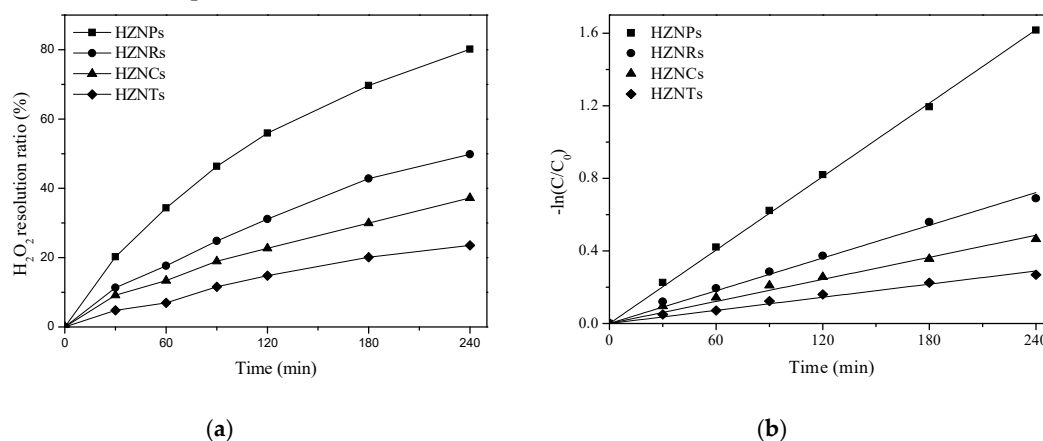 HZNPs
HZNRs
HZNCs
HZNTs
H2O2 resolution ratio (%)
80
60
40
20
0
0 60 120 180 240
Time (min)
(a)
HZNPs
HZNRs
HZNCs
HZNTs
-ln(C/C0)
1.6
1.2
0.8
0.4
0.0
0 60 120 180 240
Time (min)
(b)